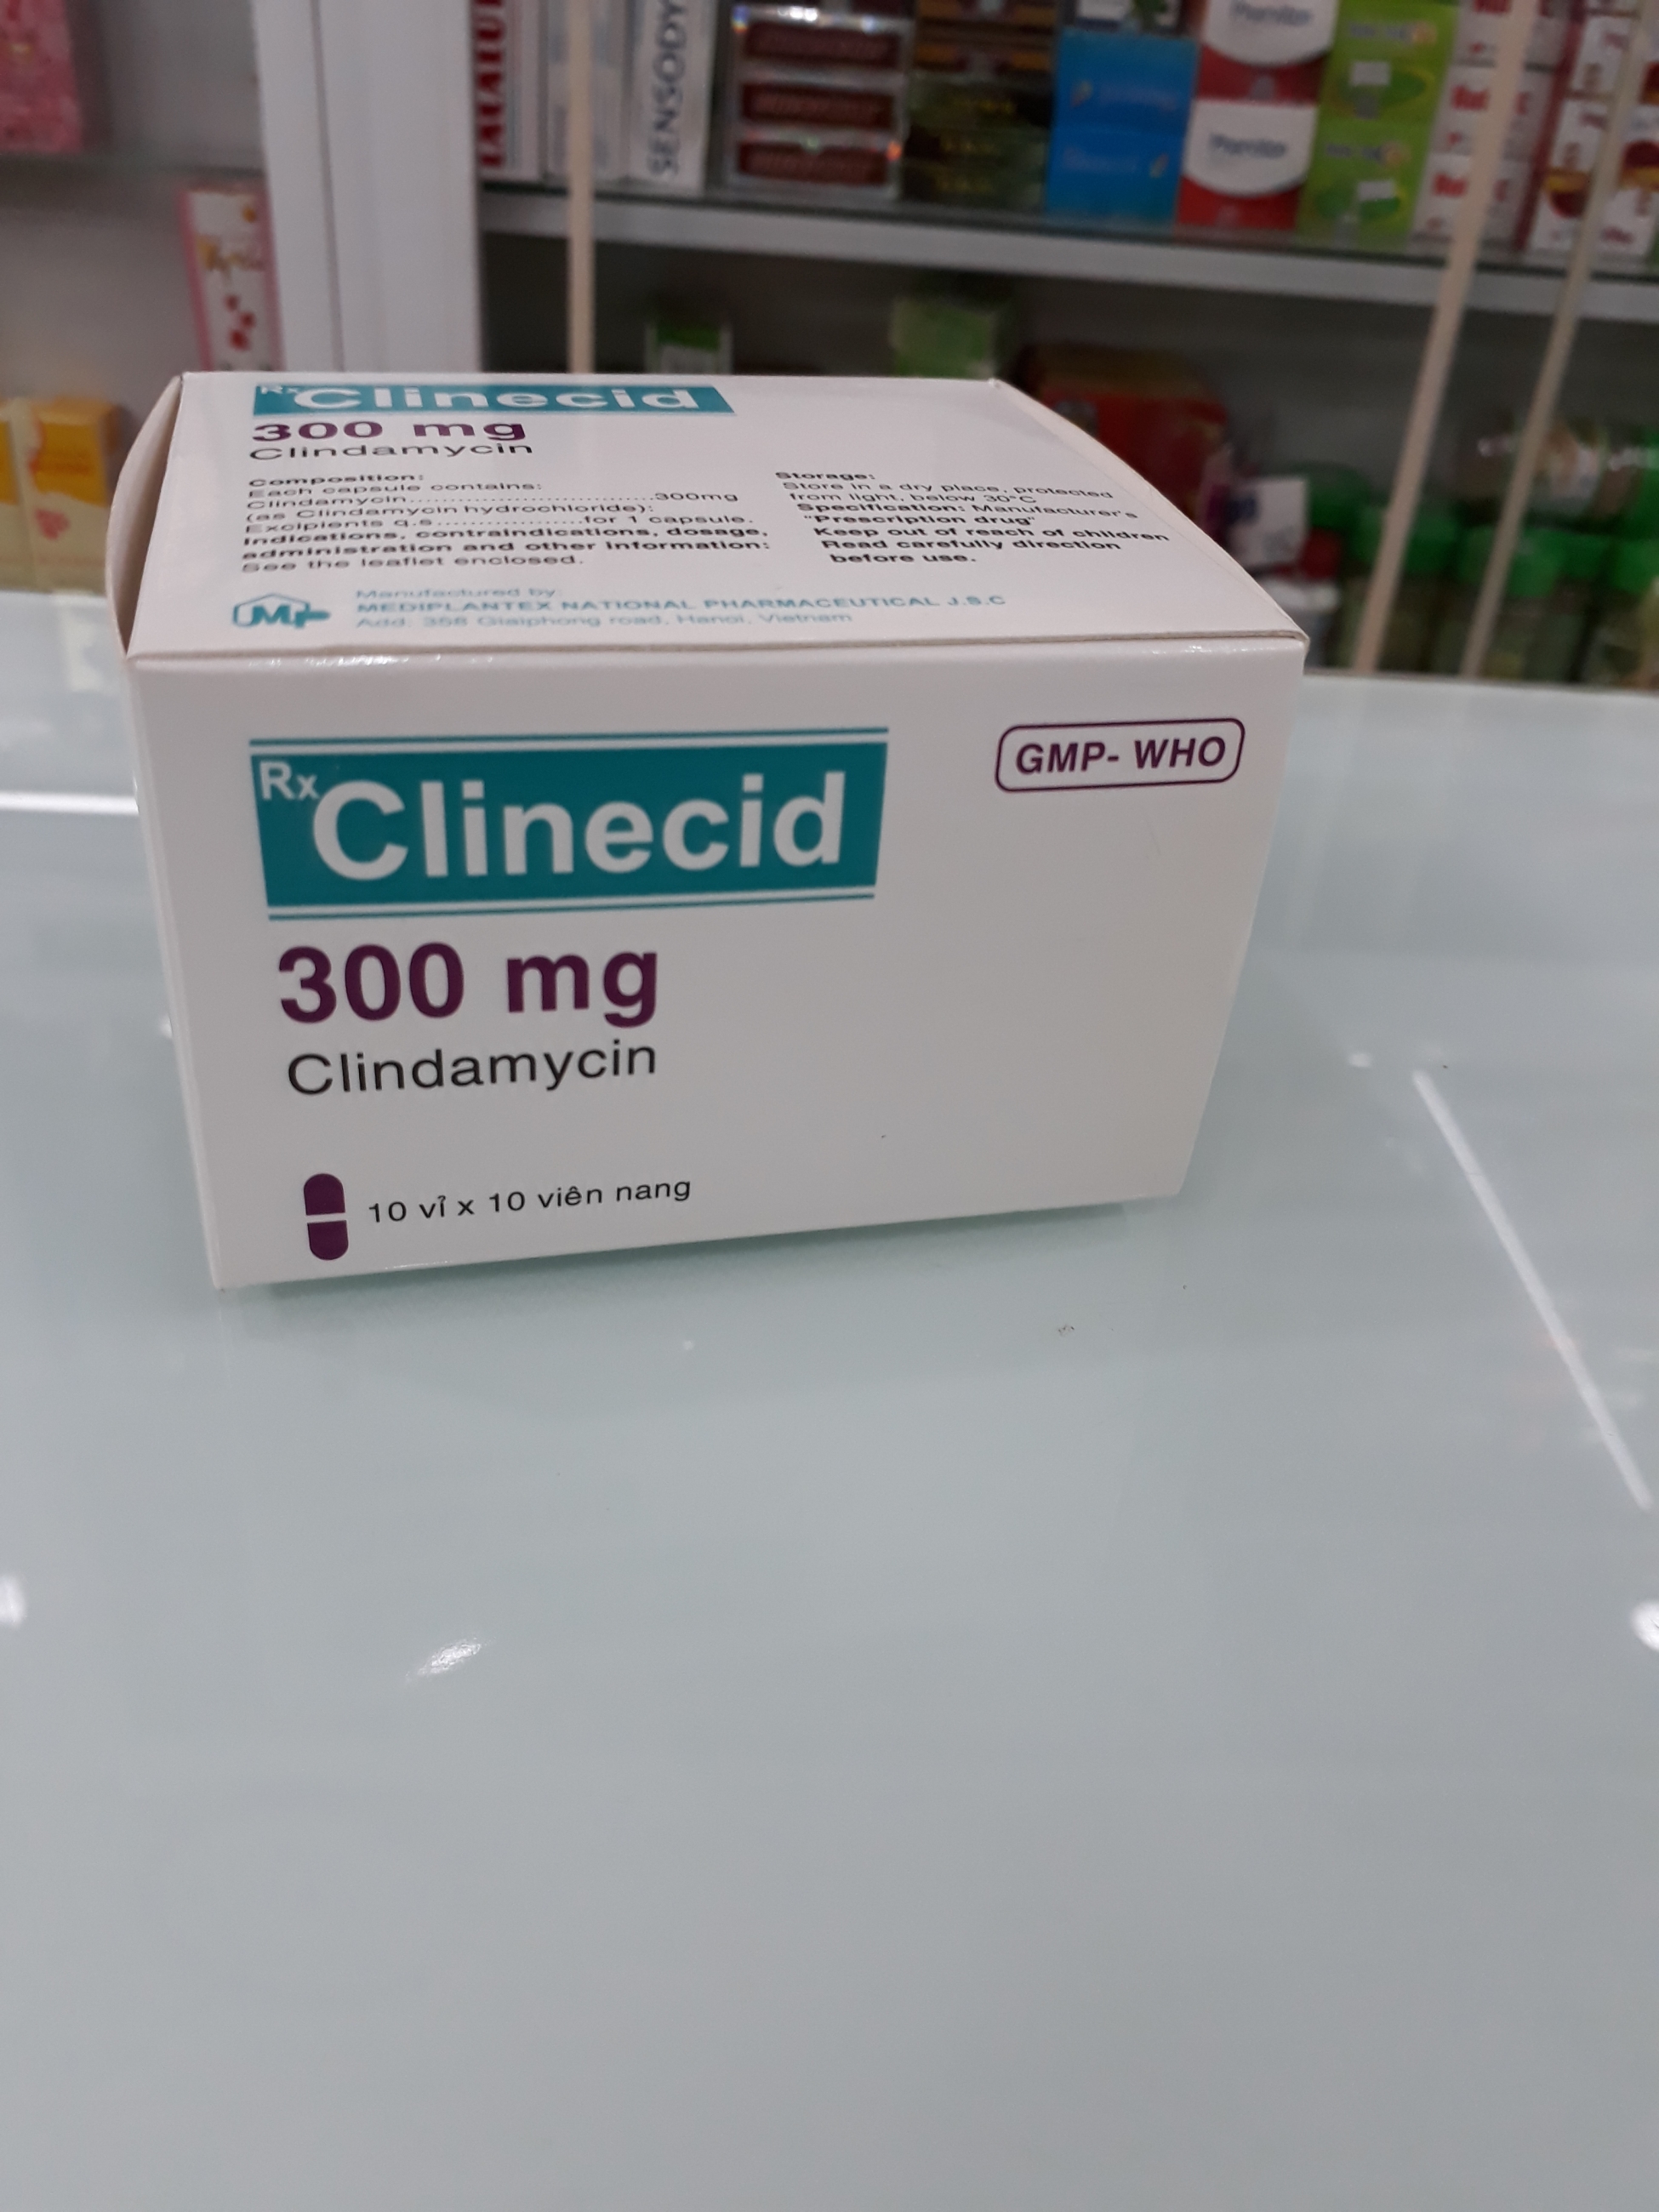 LACALUT
SENSODY
Rx Clinecid
300 mg
Clindamycin
Composition:
Each capsule contains:
Clindamycin..............................300mg
(as Clindamycin hydrochloride):
Excipients q.s..................for 1 capsule.
Indications, contraindications, dosage,
administration and other information:
See the leaflet enclosed.
Storage:
Store in a dry place, protected
from light, below 30°C
Specification: Manufacturer's
"Prescription drug"
Keep out of reach of children
Read carefully direction
before use.
Manufactured by:
MEDIPLANTEX NATIONAL PHARMACEUTICAL J.S.C
Add: 358 Giaiphong road, Hanoi, Vietnam
Rx Clinecid
GMP- WHO
300 mg
Clindamycin
10 vỉ x 10 viên nang